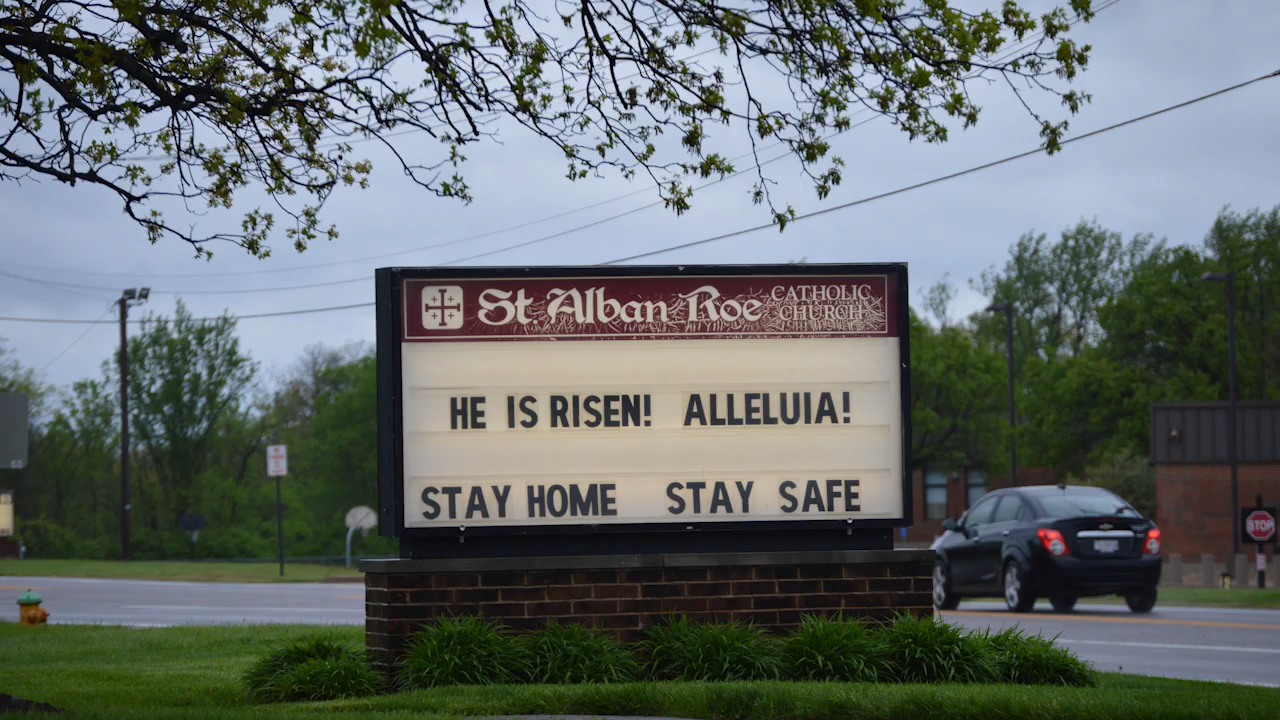 St. Alban Roe CATHOLIC CHURCH
HE IS RISEN! ALLELUIA!
STAY HOME STAY SAFE
STOP